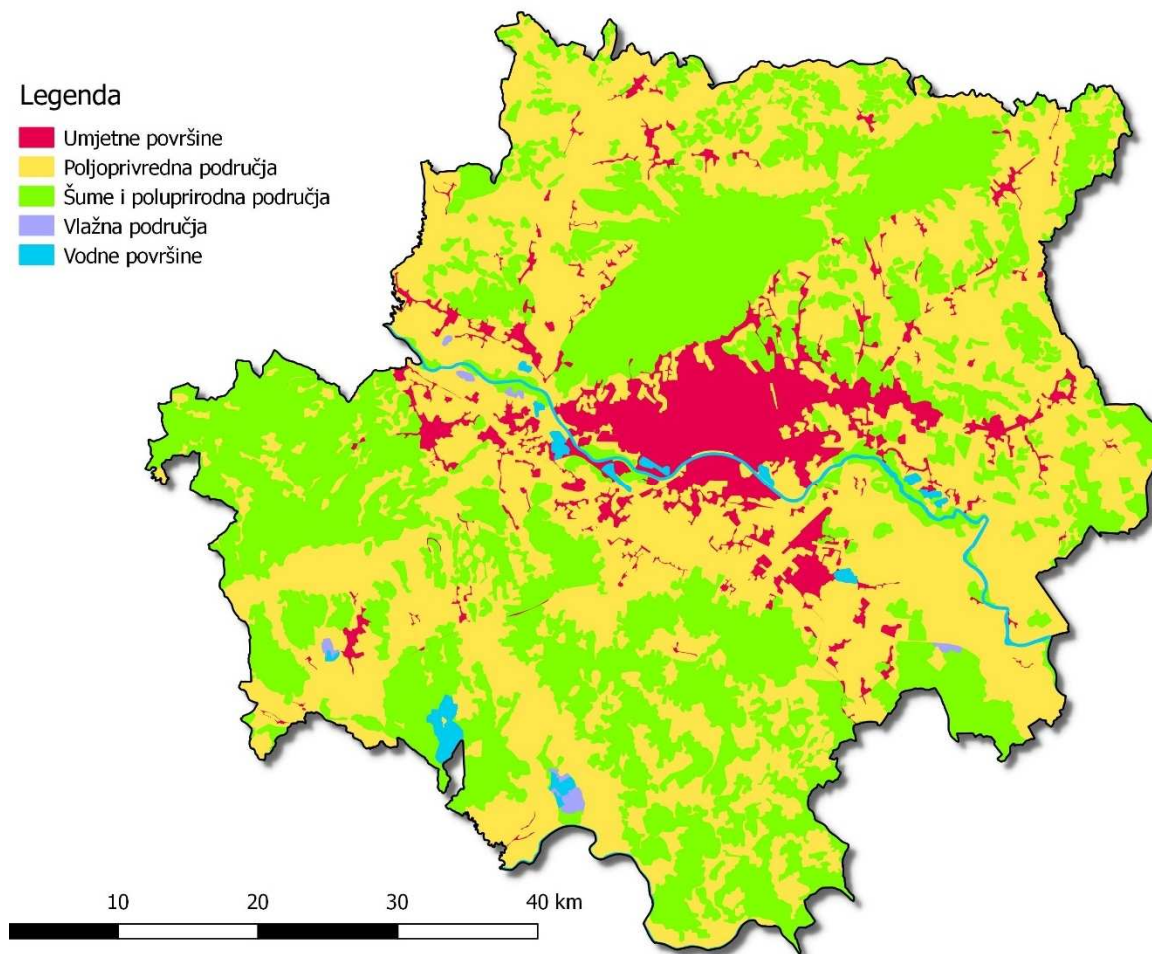 Legenda
Umjetne površine
Poljoprivredna područja
Šume i poluprirodna područja
Vlažna područja
Vodne površine
10 20 30 40 km